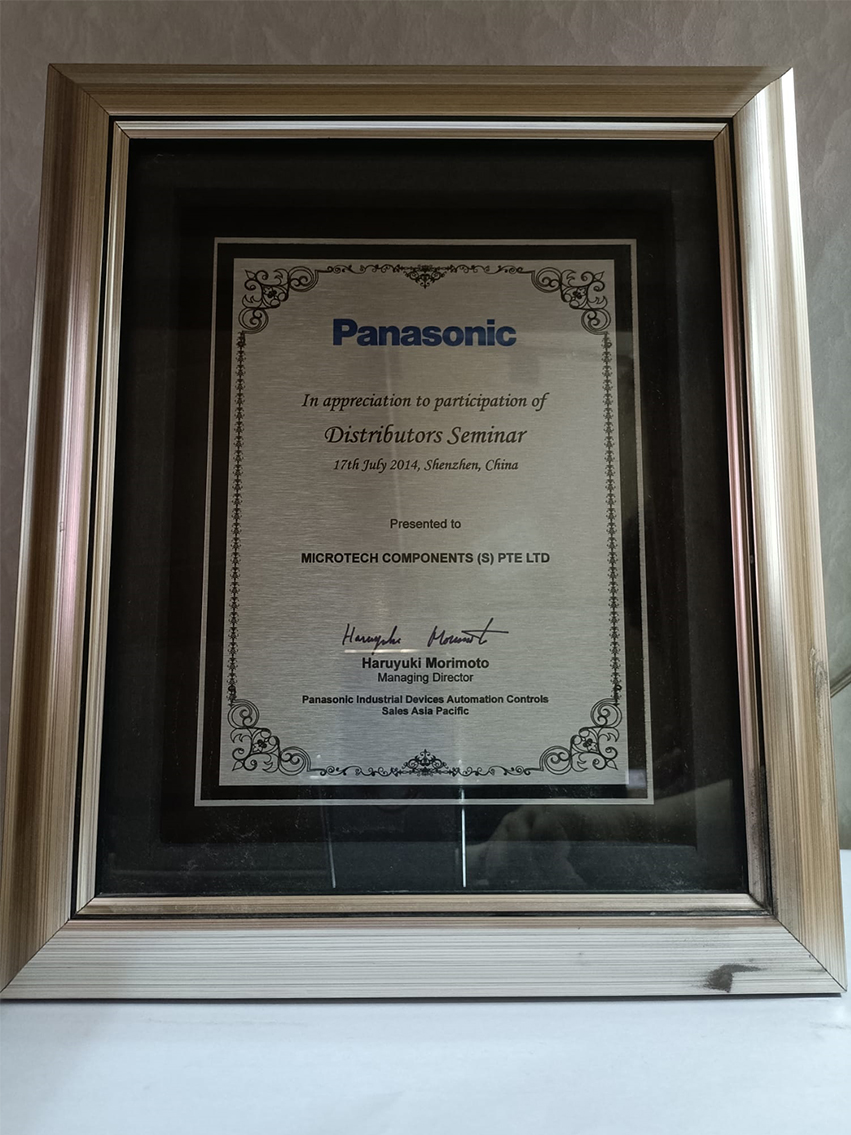 Panasonic
In appreciation to participation of
Distributors Seminar
17th July 2014, Shenzhen, China
Presented to
MICROTECH COMPONENTS (S) PTE LTD
Haruyuki Morimoto
Haruyuki Morimoto
Managing Director
Panasonic Industrial Devices Automation Controls
Sales Asia Pacific